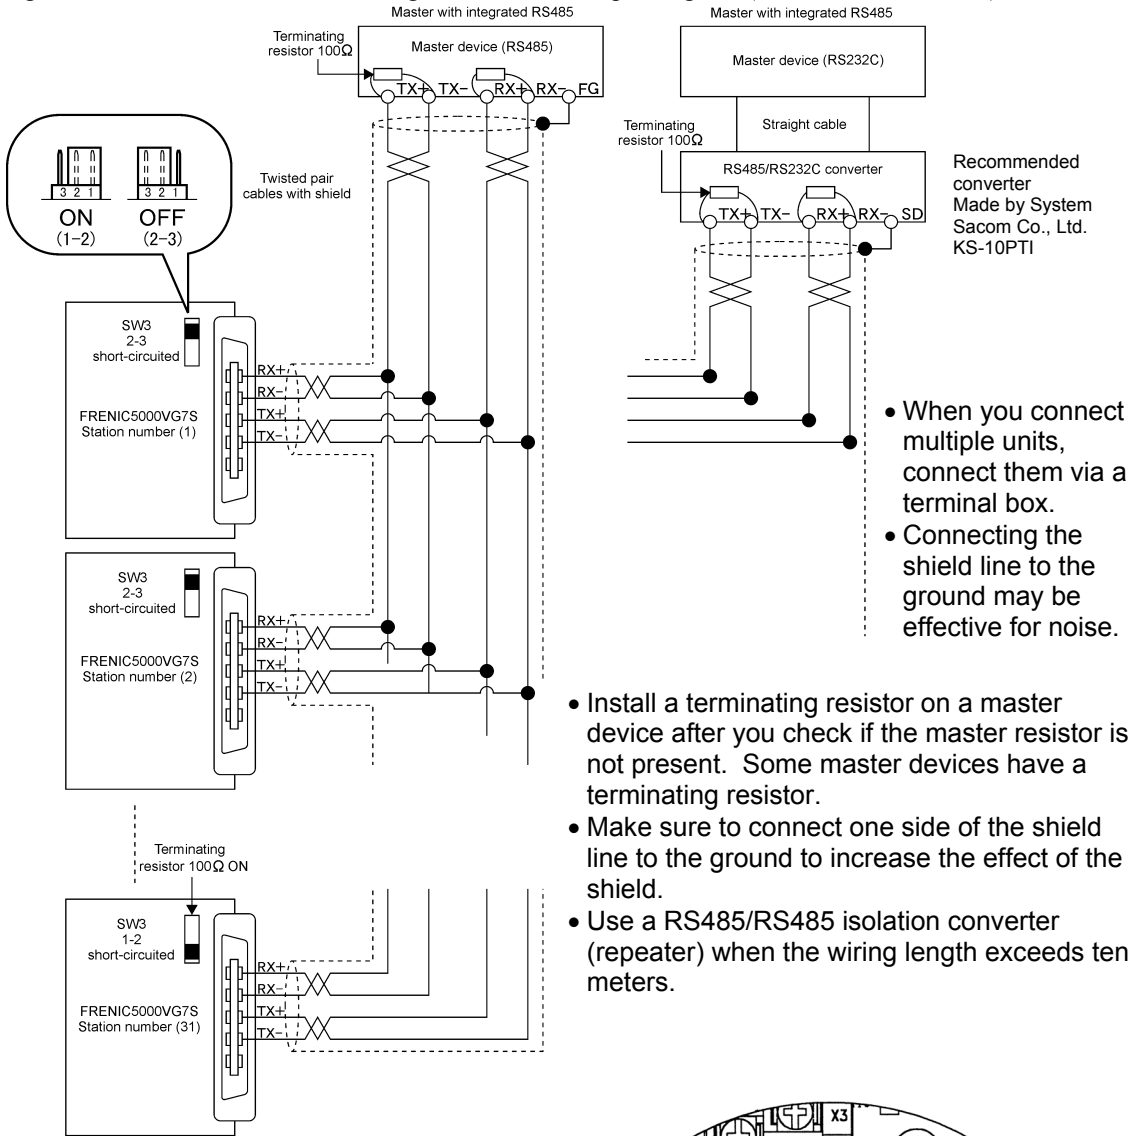 Master with integrated RS485
Terminating
resistor 100Ω
Master device (RS485)
TX+ TX- RX+ RX- FG
Twisted pair
cables with shield
Master with integrated RS485
Master device (RS232C)
Straight cable
Terminating
resistor 100Ω
RS485/RS232C converter
TX+ TX- RX+ RX- SD
Recommended
converter
Made by System
Sacom Co., Ltd.
KS-10PTI
3 2 1
ON
(1-2)
3 2 1
OFF
(2-3)
SW3
2-3
short-circuited
FRENIC5000VG7S
Station number (1)
RX+
RX-
TX+
TX-
SW3
2-3
short-circuited
FRENIC5000VG7S
Station number (2)
RX+
RX-
TX+
TX-
Terminating
resistor 100Ω ON
SW3
1-2
short-circuited
FRENIC5000VG7S
Station number (31)
RX+
RX-
TX+
TX-
• When you connect
multiple units,
connect them via a
terminal box.
• Connecting the
shield line to the
ground may be
effective for noise.
• Install a terminating resistor on a master
device after you check if the master resistor is
not present. Some master devices have a
terminating resistor.
• Make sure to connect one side of the shield
line to the ground to increase the effect of the
shield.
• Use a RS485/RS485 isolation converter
(repeater) when the wiring length exceeds ten
meters.
X3